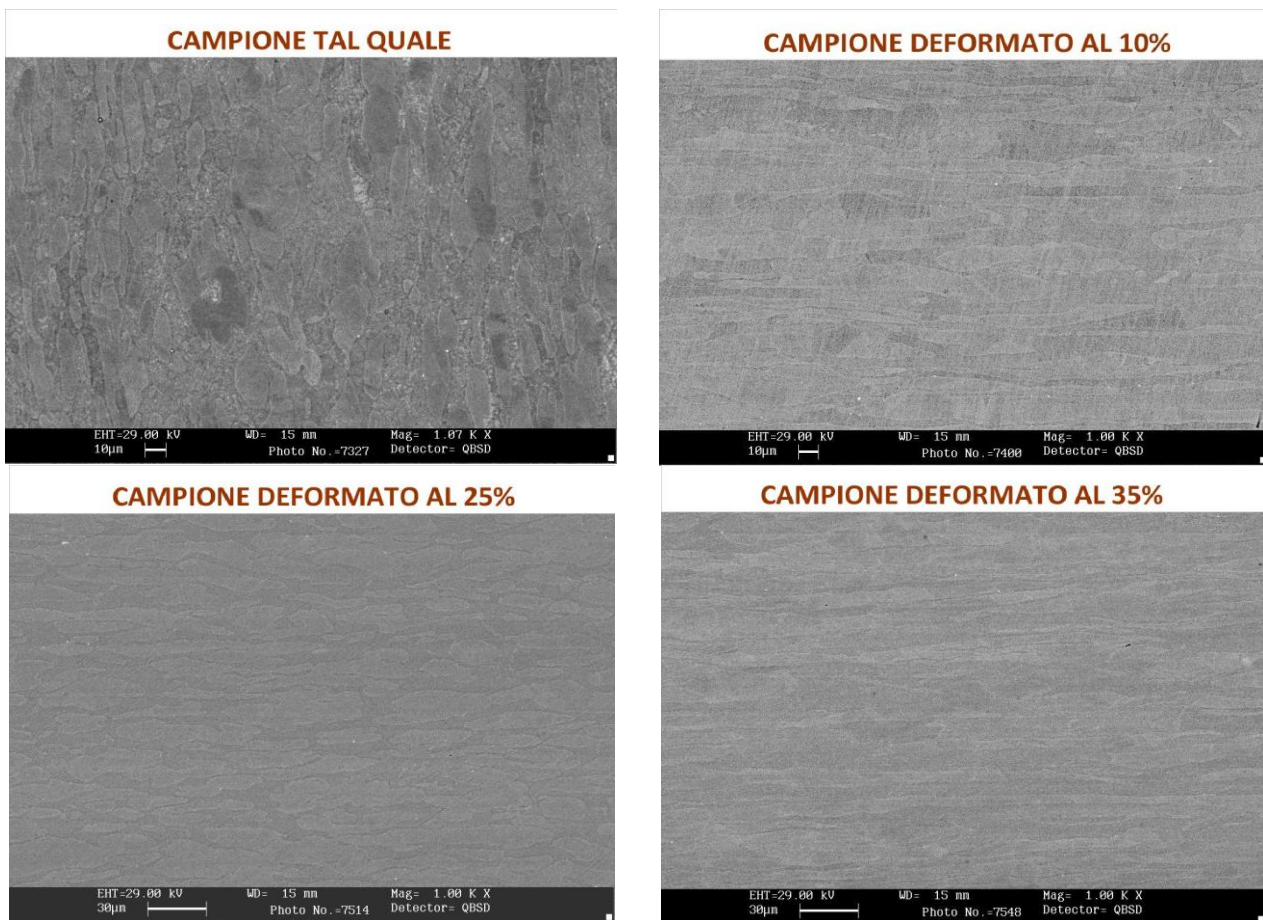 CAMPIONE TAL QUALE
EHT=29.00 kV WD= 15 mm Mag= 1.07 K X
10µm Photo No.=7327 Detector= QBSD
CAMPIONE DEFORMATO AL 10%
EHT=29.00 kV WD= 15 mm Mag= 1.00 K X
10µm Photo No.=7400 Detector= QBSD
CAMPIONE DEFORMATO AL 25%
EHT=29.00 kV WD= 15 mm Mag= 1.00 K X
30µm Photo No.=7514 Detector= QBSD
CAMPIONE DEFORMATO AL 35%
EHT=29.00 kV WD= 15 mm Mag= 1.00 K X
30µm Photo No.=7548 Detector= QBSD